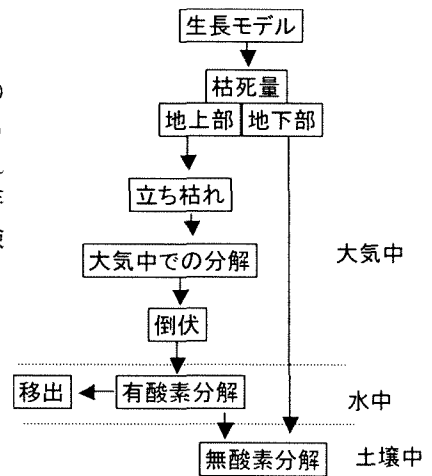 生長モデル
枯死量
地上部 地下部
立ち枯れ
大気中での分解
大気中
倒伏
移出 有酸素分解
水中
無酸素分解
土壌中